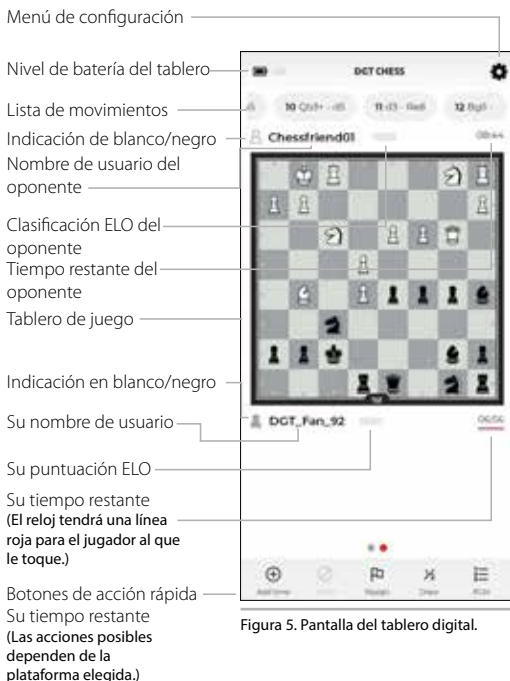 Menú de configuración
Nivel de batería del tablero
Lista de movimientos
Indicación de blanco/negro
Nombre de usuario del
oponente
Clasificación ELO del
oponente
Tiempo restante del
oponente
Tablero de juego
Indicación en blanco/negro
Su nombre de usuario
Su puntuación ELO
Su tiempo restante
(El reloj tendrá una línea
roja para el jugador al que
le toque.)
Botones de acción rápida
Su tiempo restante
(Las acciones posibles
dependen de la
plataforma elegida.)
DGT CHESS
10
11 d3 -
12
Chessfriend01
DGT_Fan_92
Figura 5. Pantalla del tablero digital.